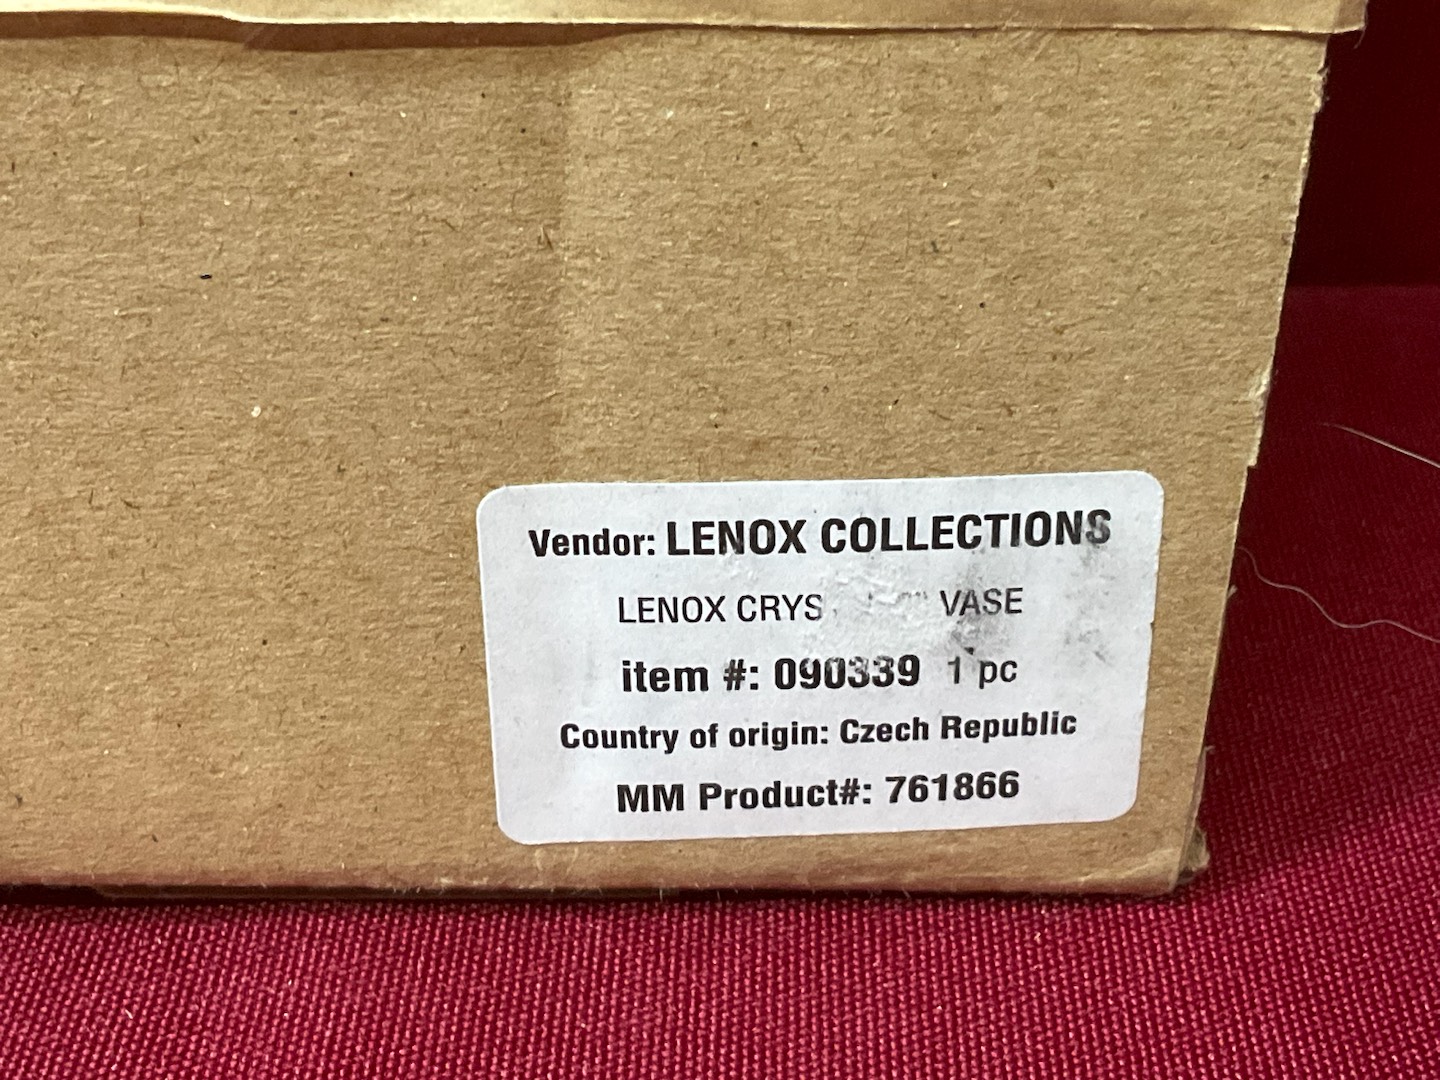 Vendor: LENOX COLLECTIONS
LENOX CRYS VASE
item #: 090339 1 pc
Country of origin: Czech Republic
MM Product#: 761866